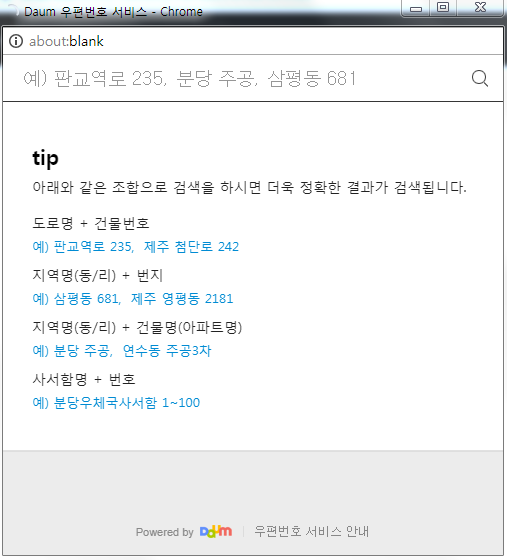 Daum 우편번호 서비스 - Chrome
about:blank
예) 판교역로 235, 분당 주공, 삼평동 681
tip
아래와 같은 조합으로 검색을 하시면 더욱 정확한 결과가 검색됩니다.
도로명 + 건물번호
예) 판교역로 235, 제주 첨단로 242
지역명(동/리) + 번지
예) 삼평동 681, 제주 영평동 2181
지역명(동/리) + 건물명(아파트명)
예) 분당 주공, 연수동 주공3차
사서함명 + 번호
예) 분당우체국사서함 1~100
Powered by Daum | 우편번호 서비스 안내